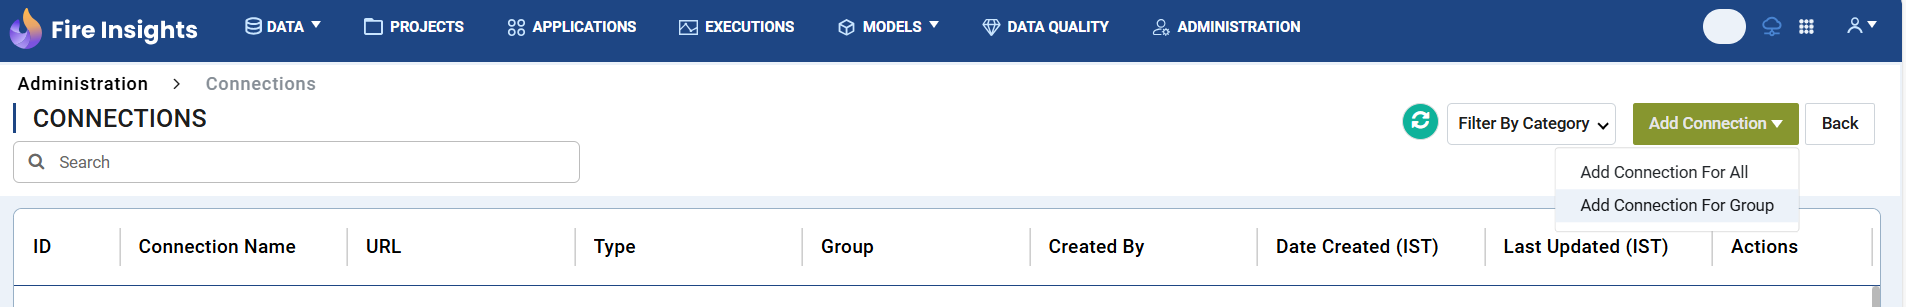 Fire Insights DATA PROJECTS APPLICATIONS EXECUTIONS MODELS DATA QUALITY ADMINISTRATION
Administration > Connections
CONNECTIONS
Filter By Category Add Connection Back
Search
Add Connection For All
Add Connection For Group
ID Connection Name URL Type Group Created By Date Created (IST) Last Updated (IST) Actions